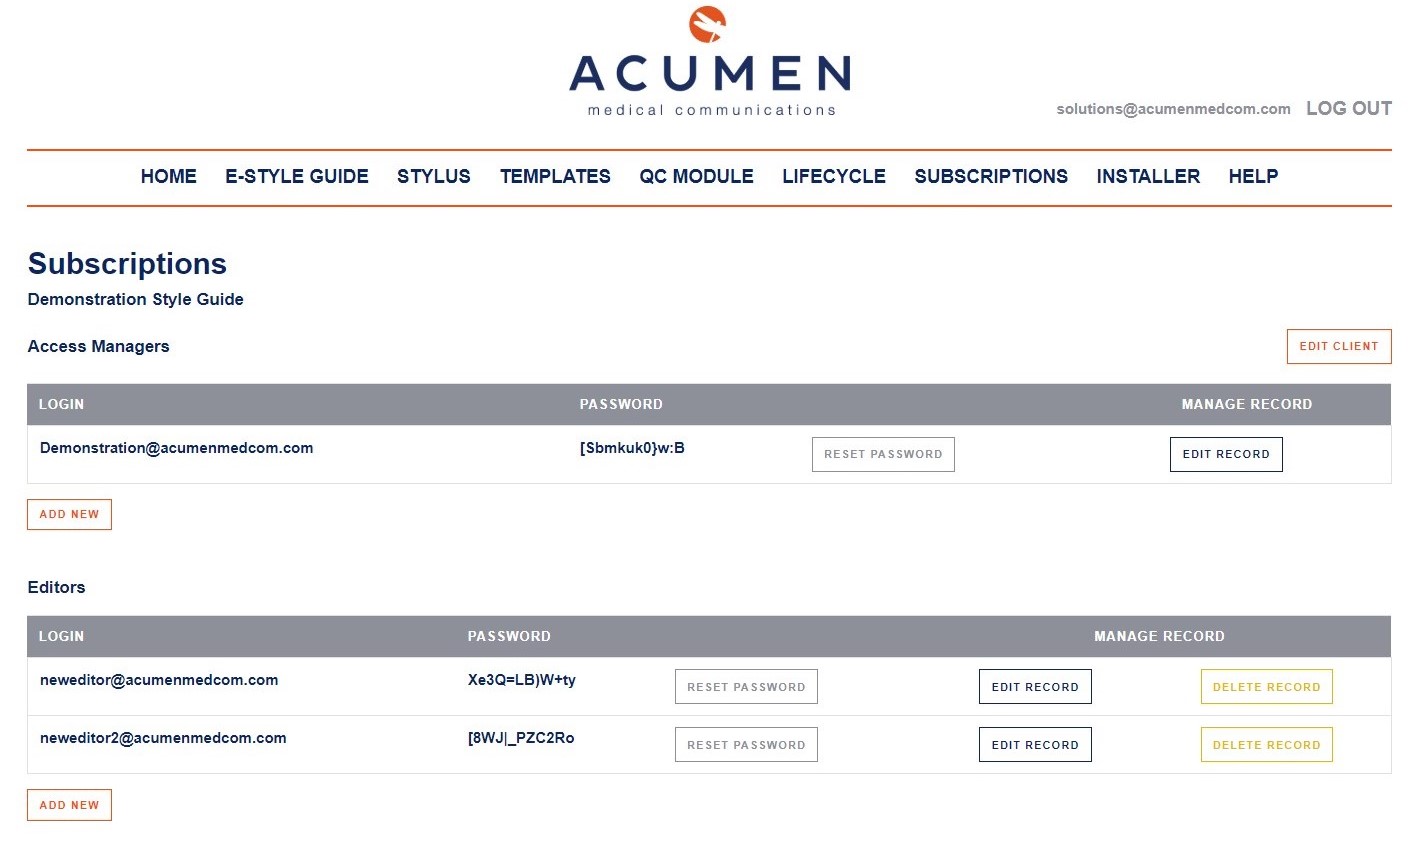 ACUMEN
medical communications
solutions@acumenmedcom.com LOG OUT
HOME E-STYLE GUIDE STYLUS TEMPLATES QC MODULE LIFECYCLE SUBSCRIPTIONS INSTALLER HELP
Subscriptions
Demonstration Style Guide
Access Managers EDIT CLIENT
LOGIN PASSWORD MANAGE RECORD
Demonstration@acumenmedcom.com [Sbmkuk0}w:B RESET PASSWORD EDIT RECORD
ADD NEW
Editors
LOGIN PASSWORD MANAGE RECORD
neweditor@acumenmedcom.com Xe3Q=LB)W+ty RESET PASSWORD EDIT RECORD DELETE RECORD
neweditor2@acumenmedcom.com [8WJ|_PZC2Ro RESET PASSWORD EDIT RECORD DELETE RECORD
ADD NEW